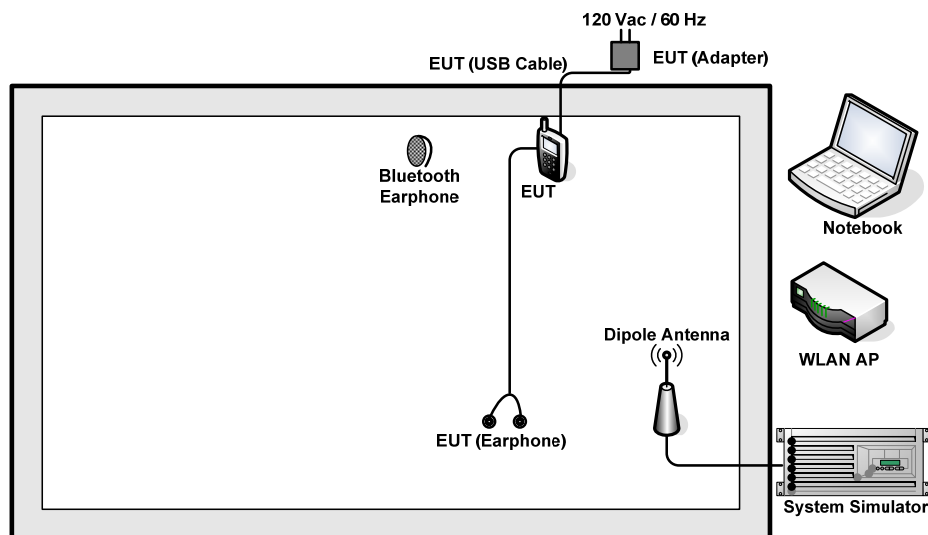 120 Vac / 60 Hz
EUT (USB Cable)
EUT (Adapter)
Bluetooth
Earphone
EUT
Notebook
Dipole Antenna
WLAN AP
EUT (Earphone)
System Simulator